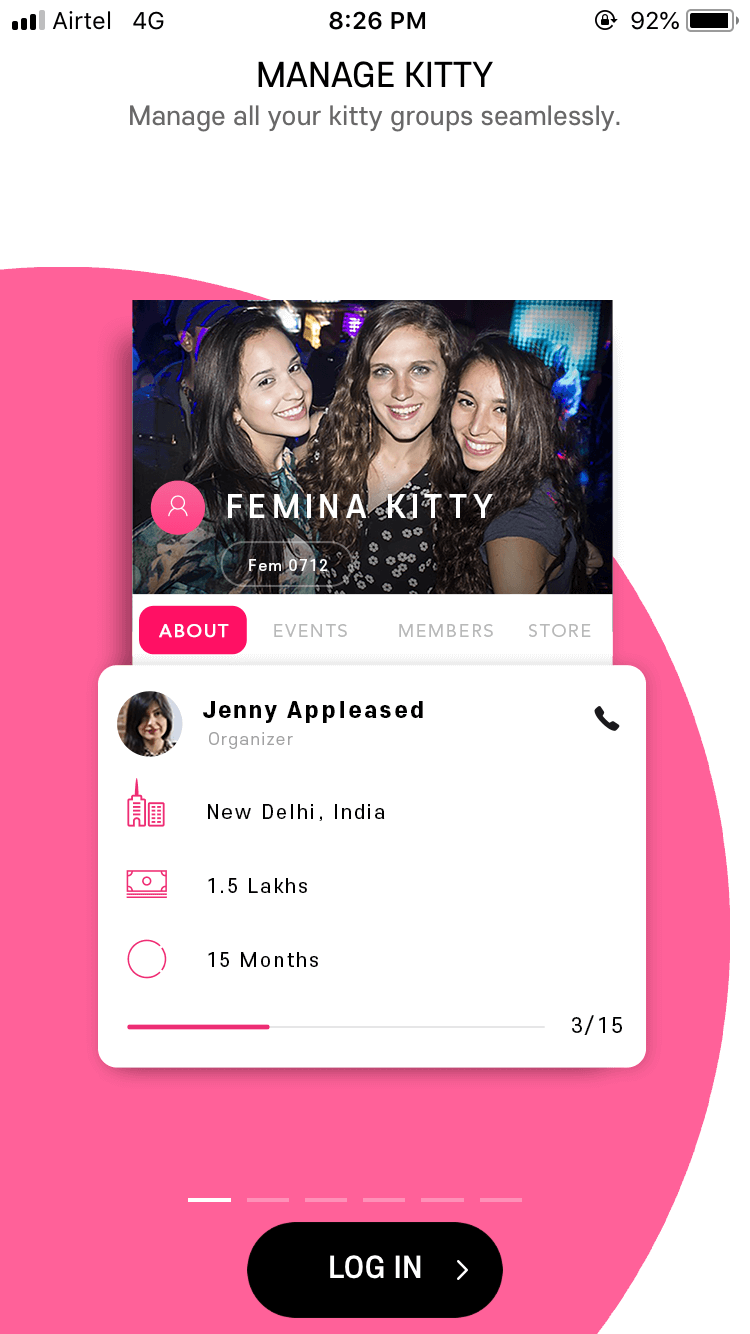 Airtel 4G 8:26 PM 92%
MANAGE KITTY
Manage all your kitty groups seamlessly.
FEMINA KITTY
Fem 0712
ABOUT EVENTS MEMBERS STORE
Jenny Appleased
Organizer
New Delhi, India
1.5 Lakhs
15 Months
3/15
LOG IN